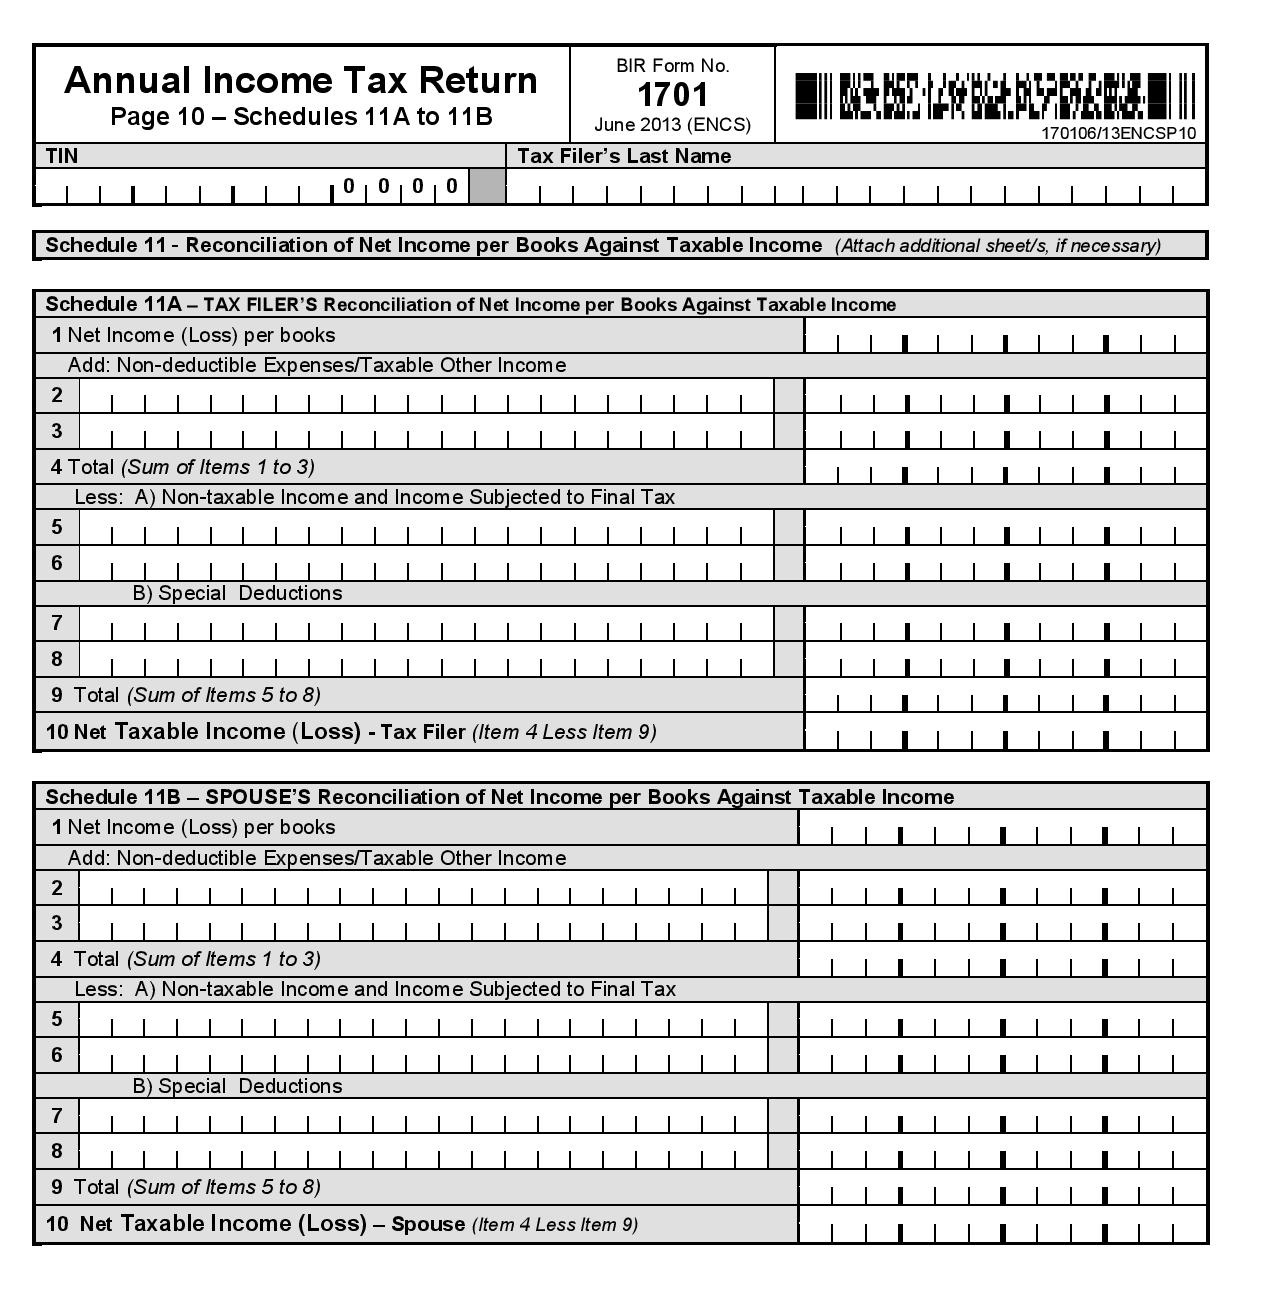 Annual Income Tax Return
Page 10 – Schedules 11A to 11B
BIR Form No.
1701
June 2013 (ENCS)
170106/13ENCSP10
TIN
Tax Filer's Last Name
0 0 0 0
Schedule 11 - Reconciliation of Net Income per Books Against Taxable Income (Attach additional sheet/s, if necessary)
Schedule 11A – TAX FILER'S Reconciliation of Net Income per Books Against Taxable Income
1 Net Income (Loss) per books
Add: Non-deductible Expenses/Taxable Other Income
2
3
4 Total (Sum of Items 1 to 3)
Less: A) Non-taxable Income and Income Subjected to Final Tax
5
6
B) Special Deductions
7
8
9 Total (Sum of Items 5 to 8)
10 Net Taxable Income (Loss) - Tax Filer (Item 4 Less Item 9)
Schedule 11B – SPOUSE'S Reconciliation of Net Income per Books Against Taxable Income
1 Net Income (Loss) per books
Add: Non-deductible Expenses/Taxable Other Income
2
3
4 Total (Sum of Items 1 to 3)
Less: A) Non-taxable Income and Income Subjected to Final Tax
5
6
B) Special Deductions
7
8
9 Total (Sum of Items 5 to 8)
10 Net Taxable Income (Loss) – Spouse (Item 4 Less Item 9)